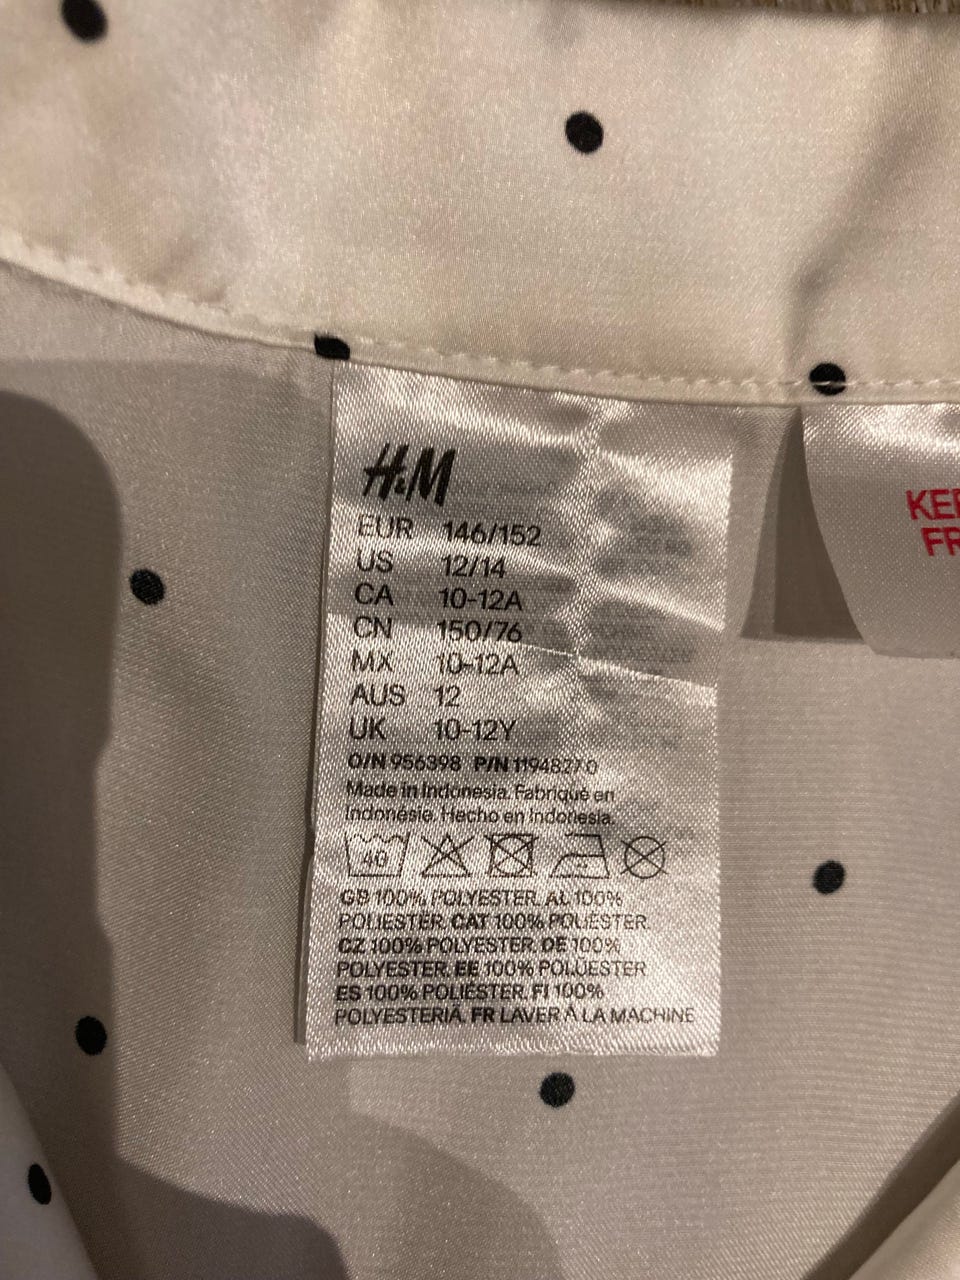 H&M
EUR 146/152
US 12/14
CA 10-12A
CN 150/76
MX 10-12A
AUS 12
UK 10-12Y
O/N 956398 P/N 1194827.0
Made in Indonesia. Fabriqué en
Indonésie. Hecho en Indonesia.
40
GB 100% POLYESTER. AL 100%
POLIESTER. CAT 100% POLIÈSTER.
CZ 100% POLYESTER. DE 100%
POLYESTER. EE 100% POLÜESTER
ES 100% POLIÉSTER. FI 100%
POLYESTERIÄ. FR LAVER À LA MACHINE